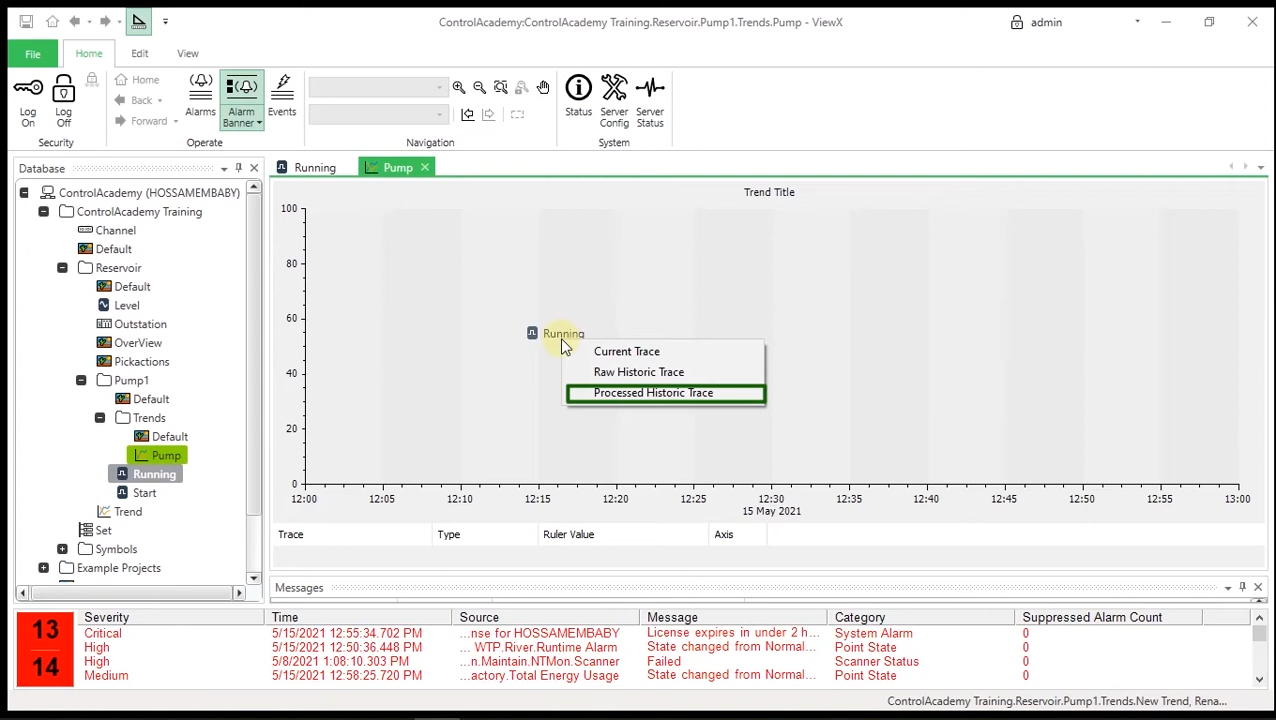 ControlAcademy:ControlAcademy Training.Reservoir.Pump1.Trends.Pump - ViewX
admin
File
Home
Edit
View
Log On
Log Off
Home
Back
Forward
Alarms
Alarm Banner
Events
Status
Server Config
Server Status
Security
Operate
Navigation
System
Database
Running
Pump
ControlAcademy (HOSSAMEMBABY)
ControlAcademy Training
Channel
Default
Reservoir
Default
Level
Outstation
OverView
Pickactions
Pump1
Default
Trends
Default
Pump
Running
Start
Trend
Set
Symbols
Example Projects
Trend Title
100
80
60
40
20
0
Running
Current Trace
Raw Historic Trace
Processed Historic Trace
12:00 12:05 12:10 12:15 12:20 12:25 12:30 12:35 12:40 12:45 12:50 12:55 13:00
15 May 2021
Trace Type Ruler Value Axis
Messages
13
14
Severity Time Source Message Category Suppressed Alarm Count
Critical 5/15/2021 12:55:34.702 PM ...nse for HOSSAMEMBABY License expires in under 2 h... System Alarm 0
High 5/15/2021 12:50:36.448 PM ... WTP.River.Runtime Alarm State changed from Normal... Point State 0
High 5/8/2021 1:08:10.303 PM ...n.Maintain.NTMon.Scanner Failed Scanner Status 0
Medium 5/15/2021 12:58:25.720 PM ...actory.Total Energy Usage State changed from Normal... Point State 0
ControlAcademy Training.Reservoir.Pump1.Trends.New Trend, Rena...